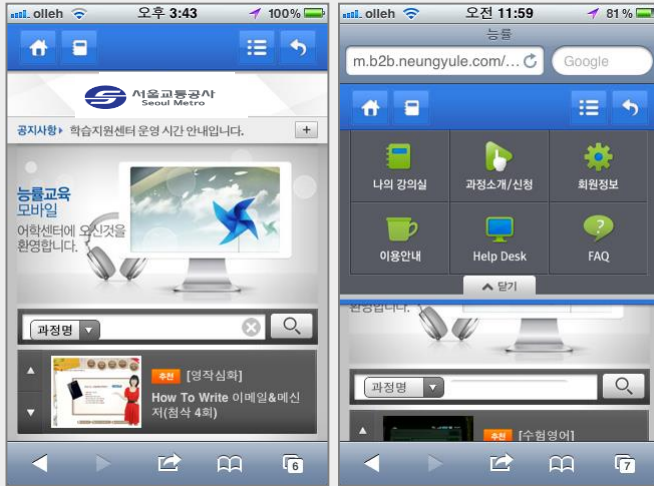 olleh 오후 3:43 100%
서울교통공사
Seoul Metro
공지사항 학습지원센터 운영 시간 안내입니다.
+
능률교육
모바일
어학센터에 오신것을
환영합니다.
과정명
추천 [영작심화]
How To Write 이메일&메신
저(첨삭 4회)
6
olleh 오전 11:59 81%
능률
m.b2b.neungyule.com/... Google
나의 강의실 과정소개/신청 회원정보
이용안내 Help Desk FAQ
닫기
환영합니다.
과정명
추천 [수험영어]
7